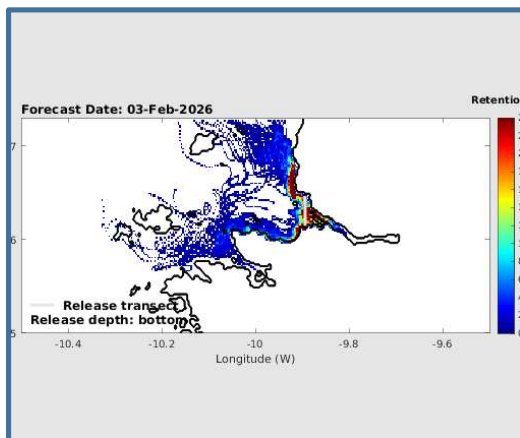 Retentio
Forecast Date: 03-Feb-2026
7
6
5
Release transect
Release depth: bottom
-10.4 -10.2 -10 -9.8 -9.6
Longitude (W)